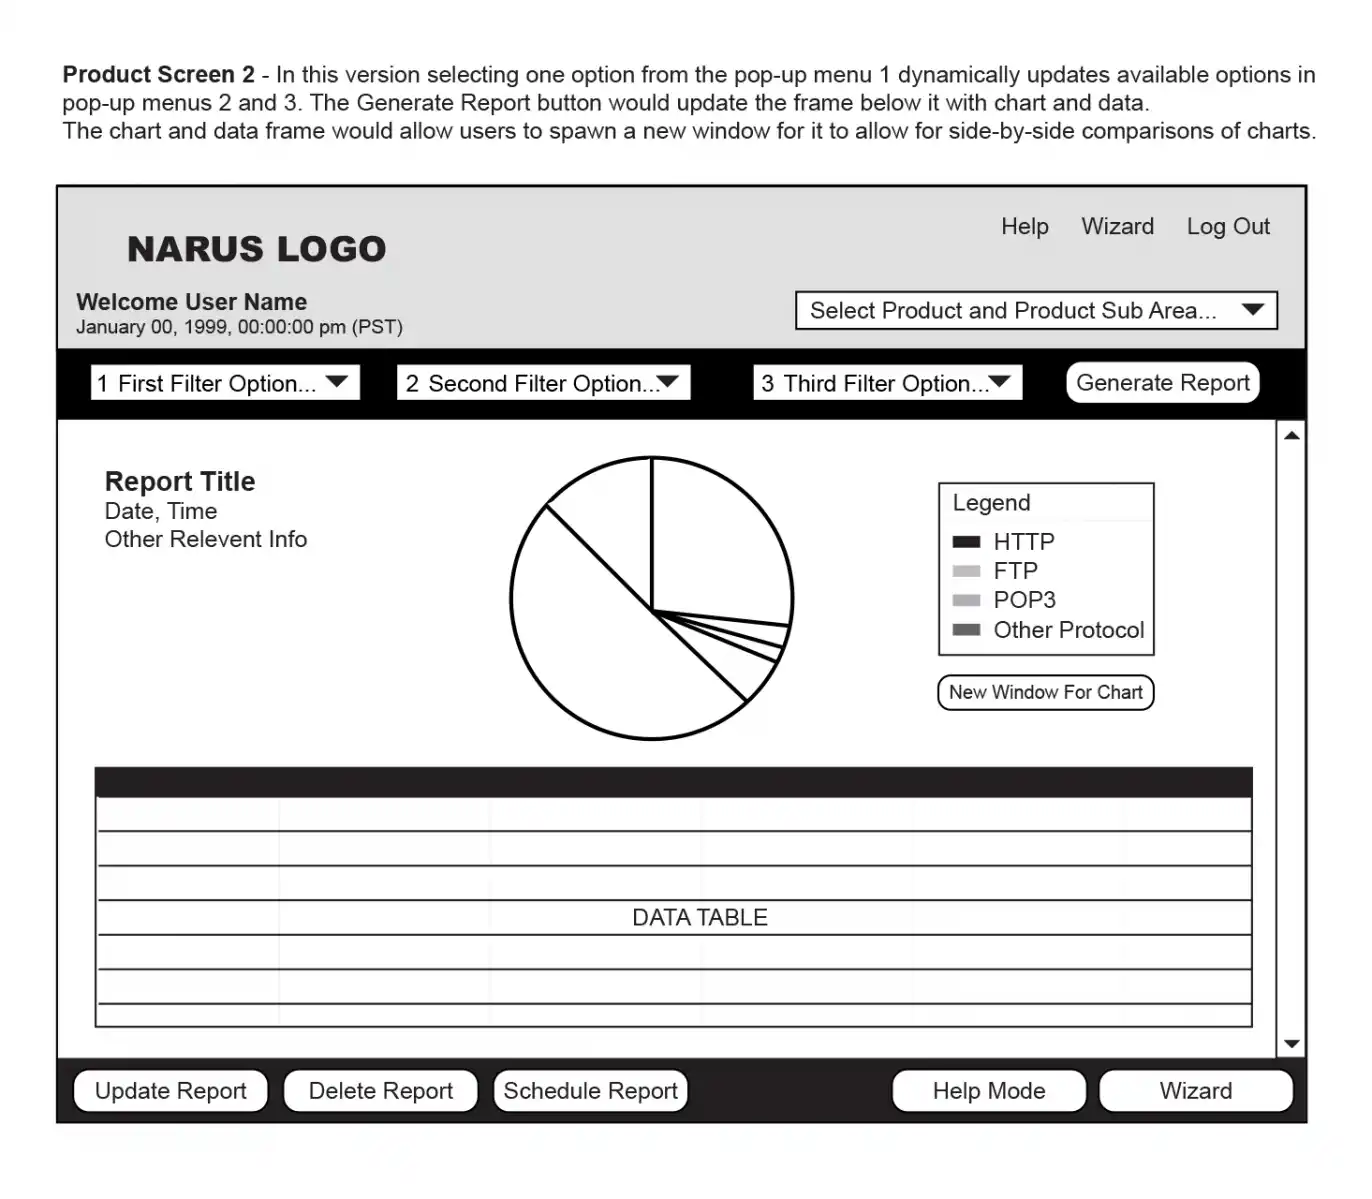 Product Screen 2 - In this version selecting one option from the pop-up menu 1 dynamically updates available options in
pop-up menus 2 and 3. The Generate Report button would update the frame below it with chart and data.
The chart and data frame would allow users to spawn a new window for it to allow for side-by-side comparisons of charts.
Help Wizard Log Out
NARUS LOGO
Welcome User Name
January 00, 1999, 00:00:00 pm (PST)
Select Product and Product Sub Area...
1 First Filter Option... 2 Second Filter Option... 3 Third Filter Option... Generate Report
Report Title
Date, Time
Other Relevent Info
Legend
HTTP
FTP
POP3
Other Protocol
New Window For Chart
DATA TABLE
Update Report Delete Report Schedule Report Help Mode Wizard